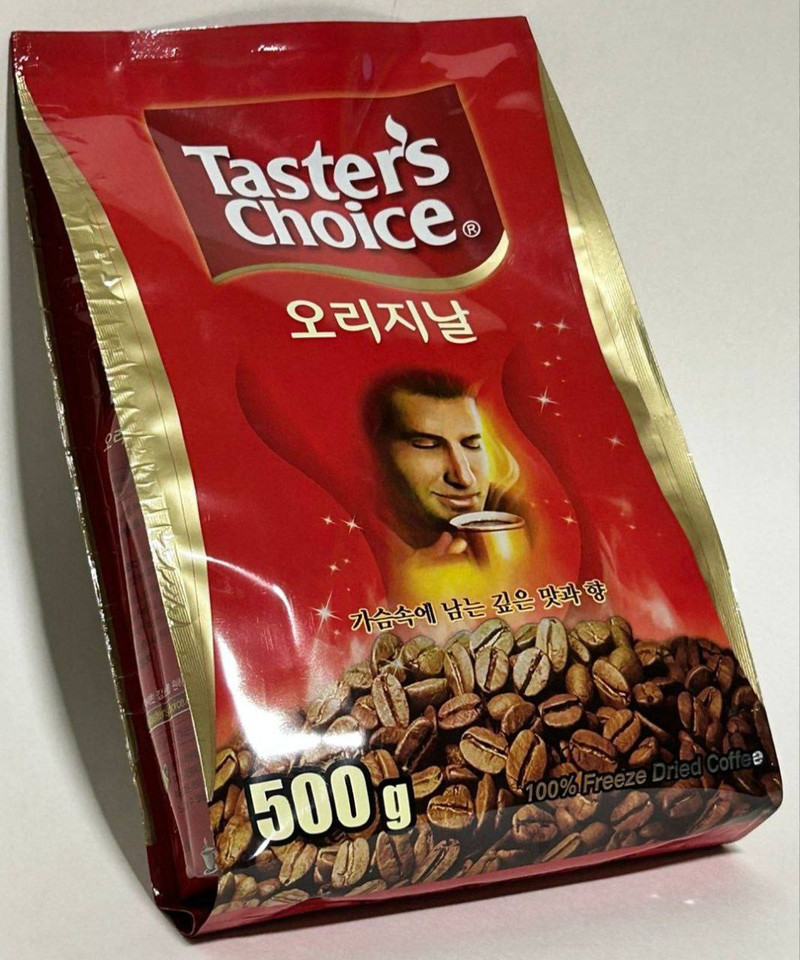 Taster's
Choice®
오리지날
가슴속에 남는 깊은 맛과 향
500 g
100% Freeze Dried Coffee